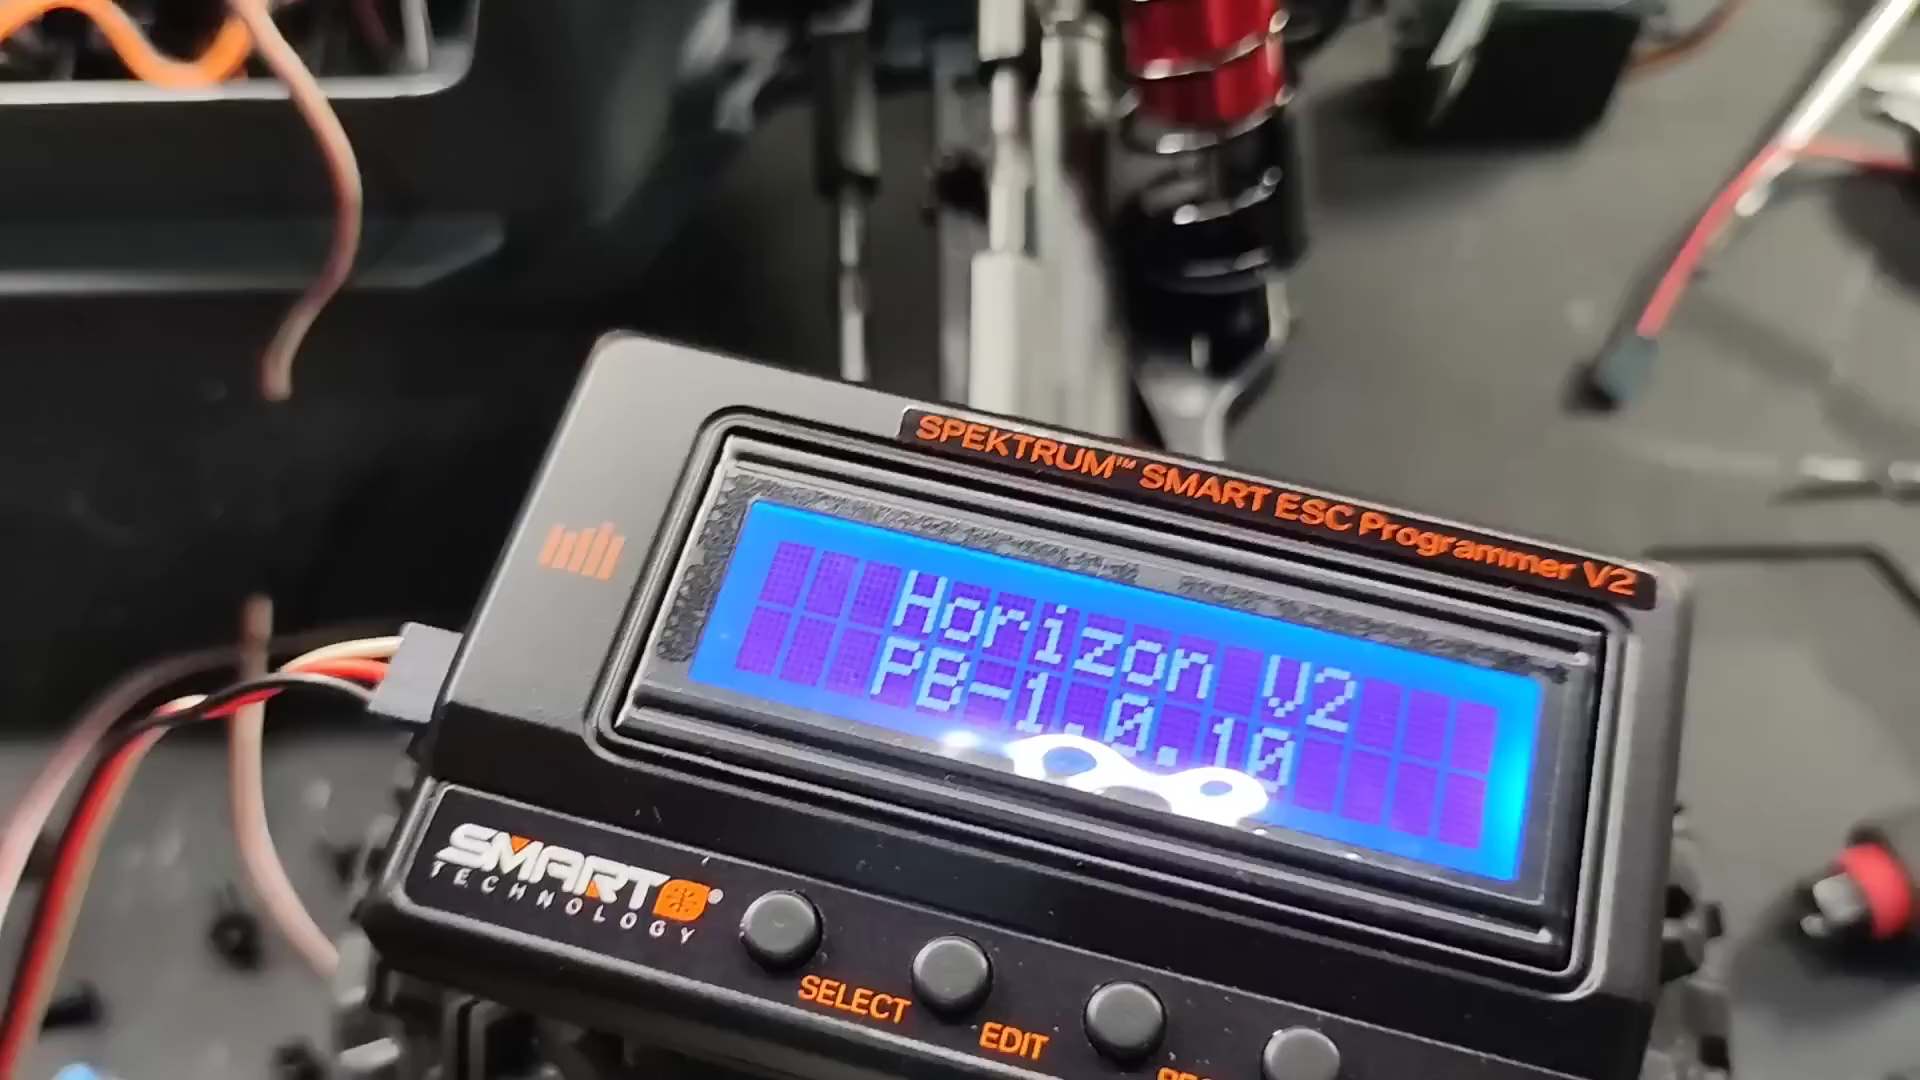 SPEKTRUM™ SMART ESC Programmer V2
Horizon V2
PB-1.0.10
SMART
TECHNOLOGY
SELECT
EDIT